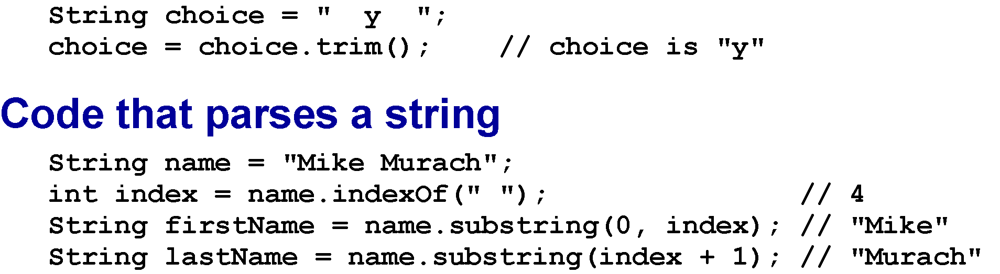 String choice = "  y  ";
choice = choice.trim();    // choice is "y"
Code that parses a string
String name = "Mike Murach";
int index = name.indexOf(" ");               // 4
String firstName = name.substring(0, index); // "Mike"
String lastName = name.substring(index + 1); // "Murach"